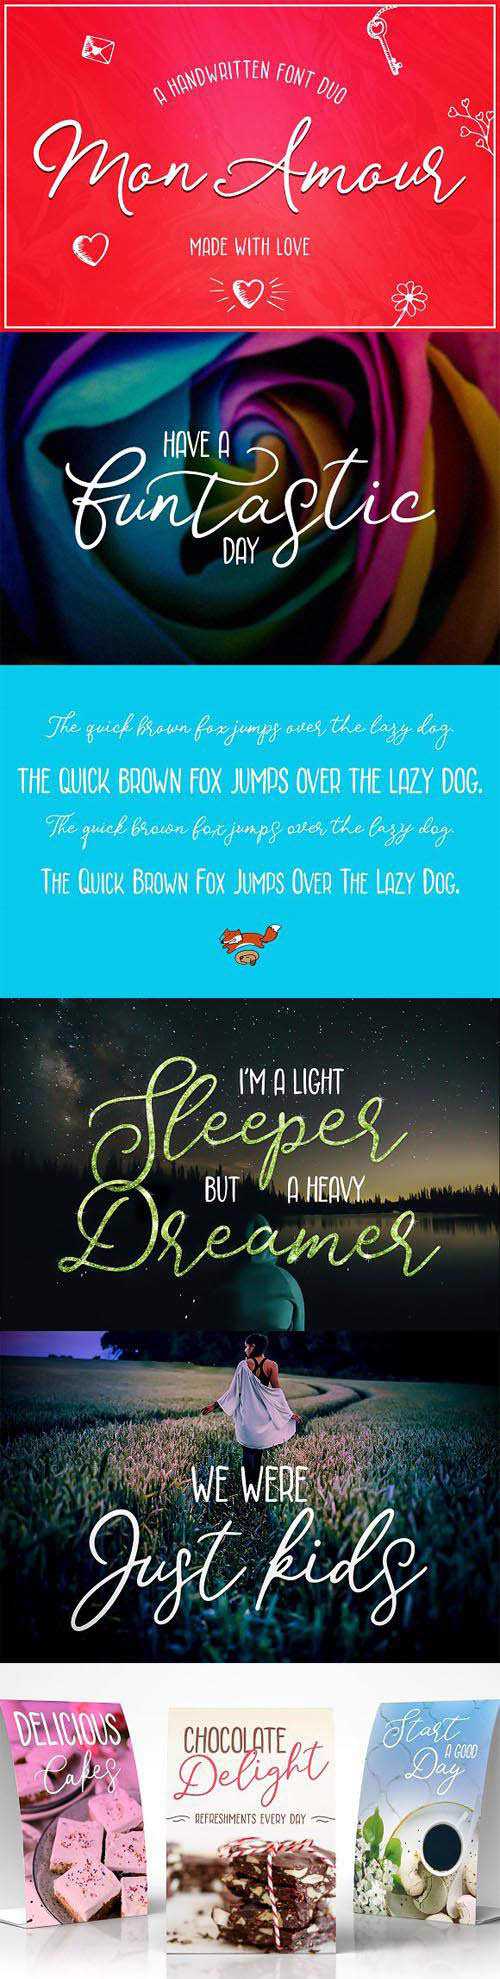 A HANDWRITTEN FONT DUO
Mon Amour
MADE WITH LOVE
HAVE A
funtastic
DAY
The quick brown fox jumps over the lazy dog.
THE QUICK BROWN FOX JUMPS OVER THE LAZY DOG.
The quick brown fox jumps over the lazy dog.
THE QUICK BROWN FOX JUMPS OVER THE LAZY DOG.
I'M A LIGHT
Sleeper
BUT A HEAVY
Dreamer
WE WERE
Just kids
DELICIOUS
Cakes
CHOCOLATE
Delight
REFRESHMENTS EVERY DAY
Start
A GOOD
Day